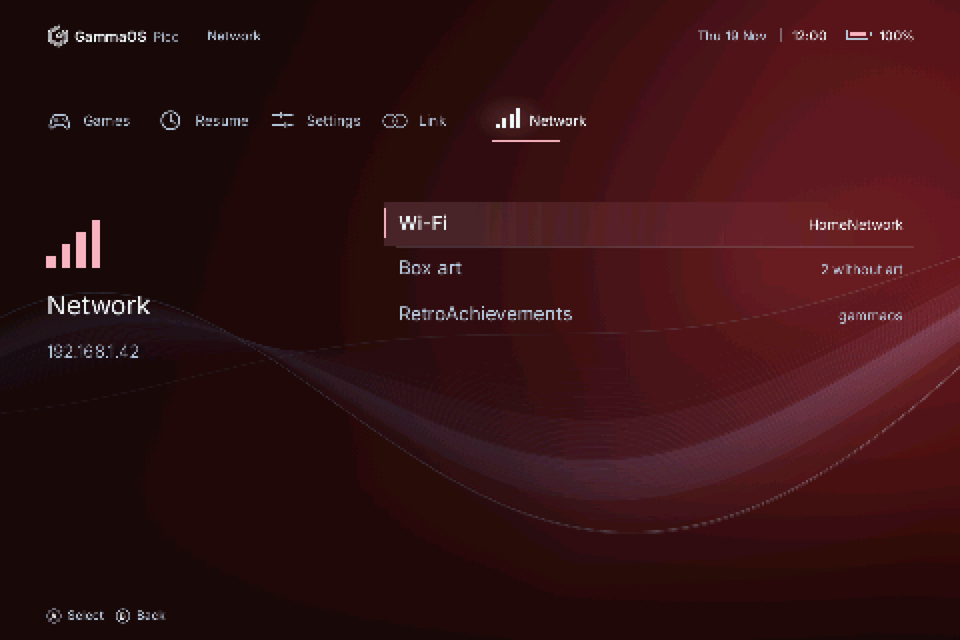 GammaOS Pico Network Thu 19 Nov | 12:00 100%
Games Resume Settings Link Network
Wi-Fi HomeNetwork
Box art 2 without art
RetroAchievements gammaos
Network
192.168.1.42
A Select B Back